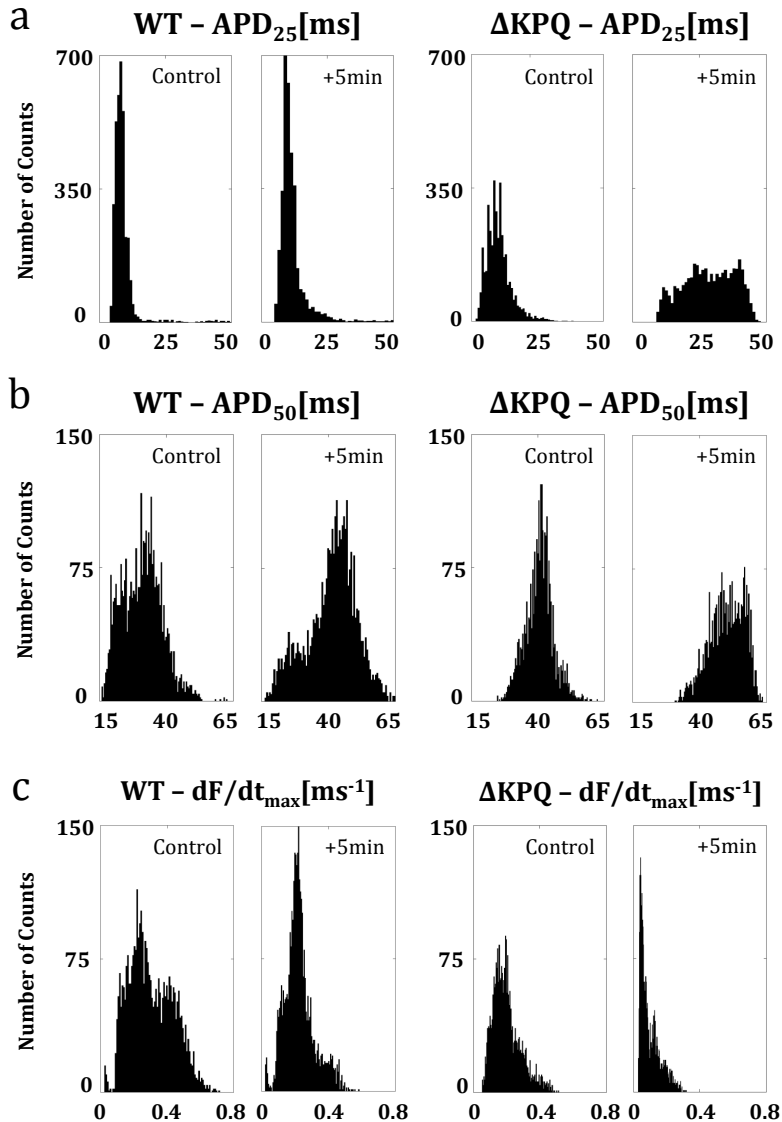 a
WT – APD25[ms]
ΔKPQ – APD25[ms]
Number of Counts
700
350
0
Control
+5min
700
350
0
Control
+5min
0 25 50
0 25 50
0 25 50
0 25 50
b
WT – APD50[ms]
ΔKPQ – APD50[ms]
Number of Counts
150
75
0
Control
+5min
150
75
0
Control
+5min
15 40 65
15 40 65
15 40 65
15 40 65
c
WT – dF/dtmax[ms-1]
ΔKPQ – dF/dtmax[ms-1]
Number of Counts
150
75
0
Control
+5min
150
75
0
Control
+5min
0 0.4 0.8
0 0.4 0.8
0 0.4 0.8
0 0.4 0.8